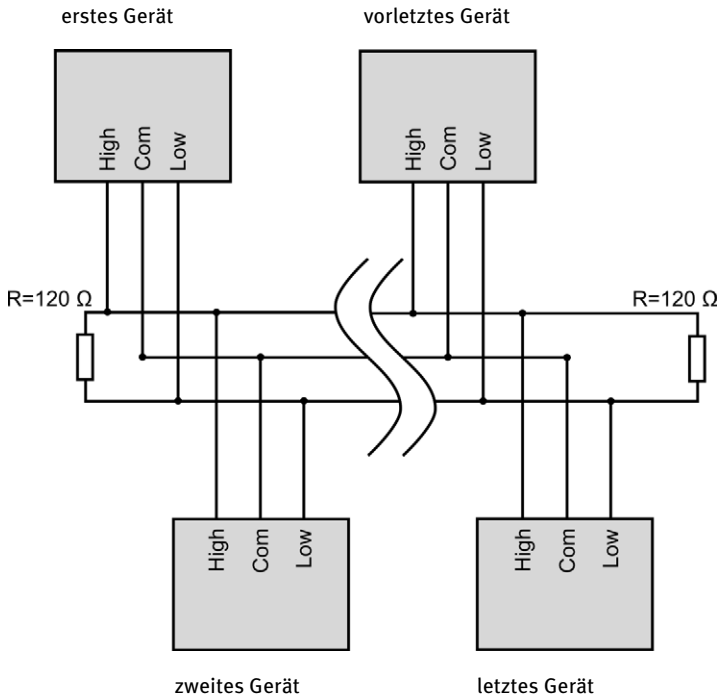 erstes Gerät
vorletztes Gerät
High
Com
Low
High
Com
Low
R=120 Ω
R=120 Ω
High
Com
Low
High
Com
Low
zweites Gerät
letztes Gerät